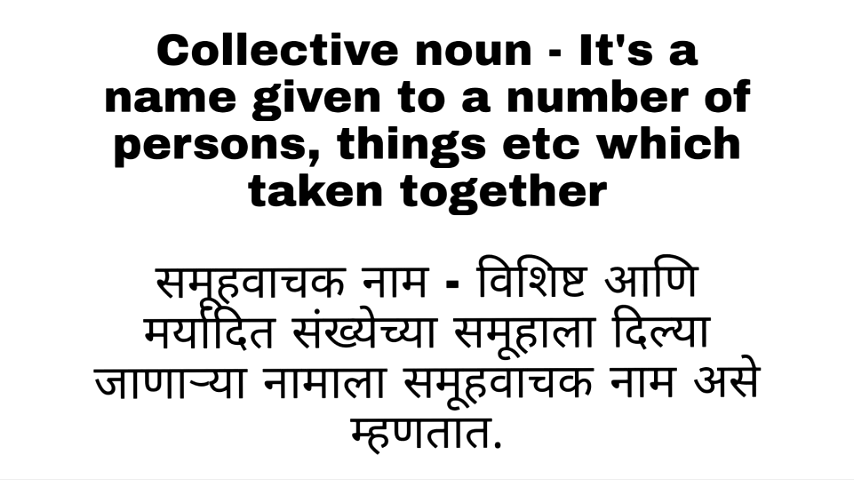 Collective noun - It's a
name given to a number of
persons, things etc which
taken together
समूहवाचक नाम - विशिष्ट आणि
मर्यादित संख्येच्या समूहाला दिल्या
जाणाऱ्या नामाला समूहवाचक नाम असे
म्हणतात.